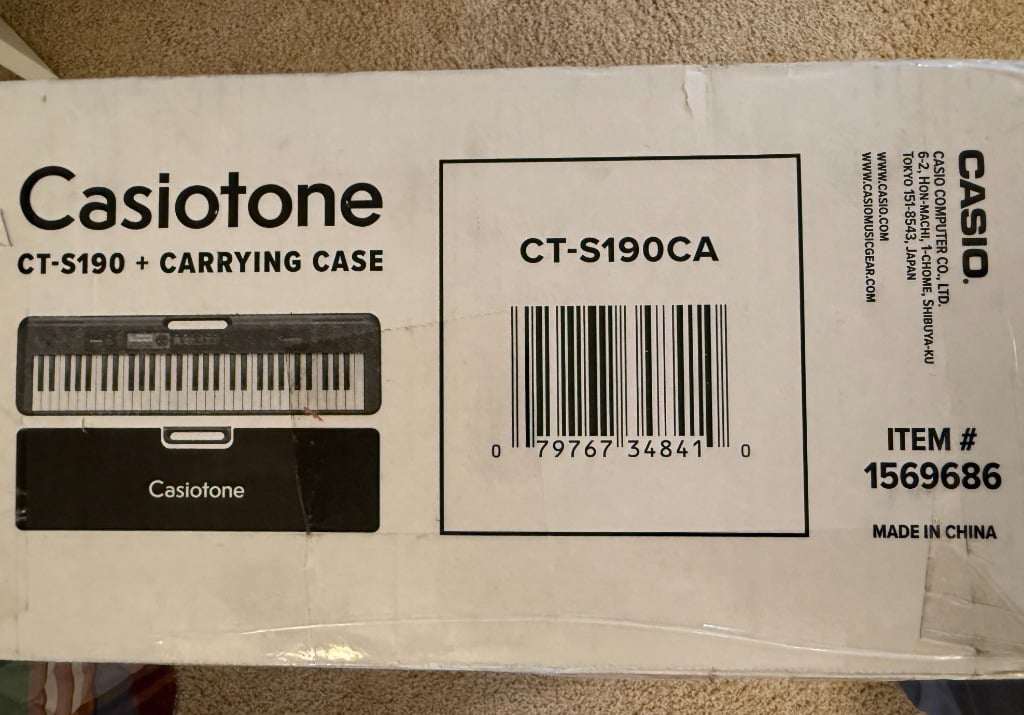 Casiotone
CT-S190 + CARRYING CASE
Casiotone
CT-S190CA
0 79767 34841 0
CASIO.
CASIO COMPUTER CO., LTD.
6-2, HON-MACHI, 1-CHOME, SHIBUYA-KU
TOKYO 151-8543, JAPAN
WWW.CASIO.COM
WWW.CASIOMUSICGEAR.COM
ITEM #
1569686
MADE IN CHINA